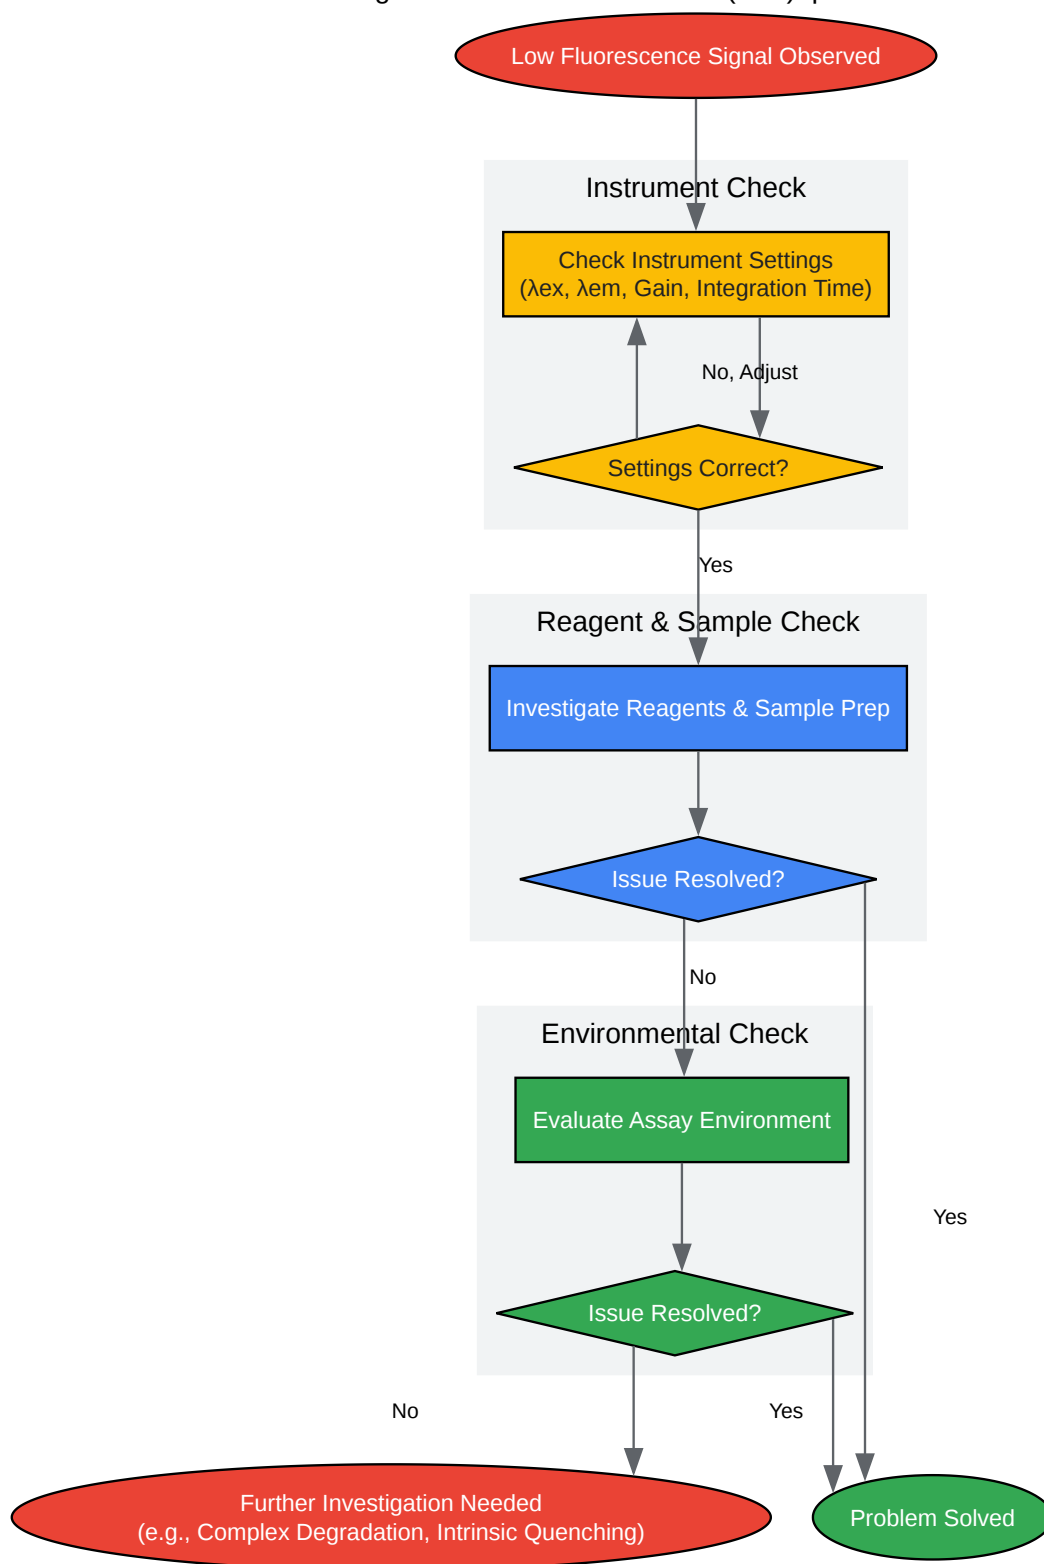 Low Fluorescence Signal Observed
Instrument Check
Check Instrument Settings
(λex, λem, Gain, Integration Time)
No, Adjust
Settings Correct?
Yes
Reagent & Sample Check
Investigate Reagents & Sample Prep
Issue Resolved?
No
Environmental Check
Evaluate Assay Environment
Yes
Issue Resolved?
No
Yes
Further Investigation Needed
(e.g., Complex Degradation, Intrinsic Quenching)
Problem Solved